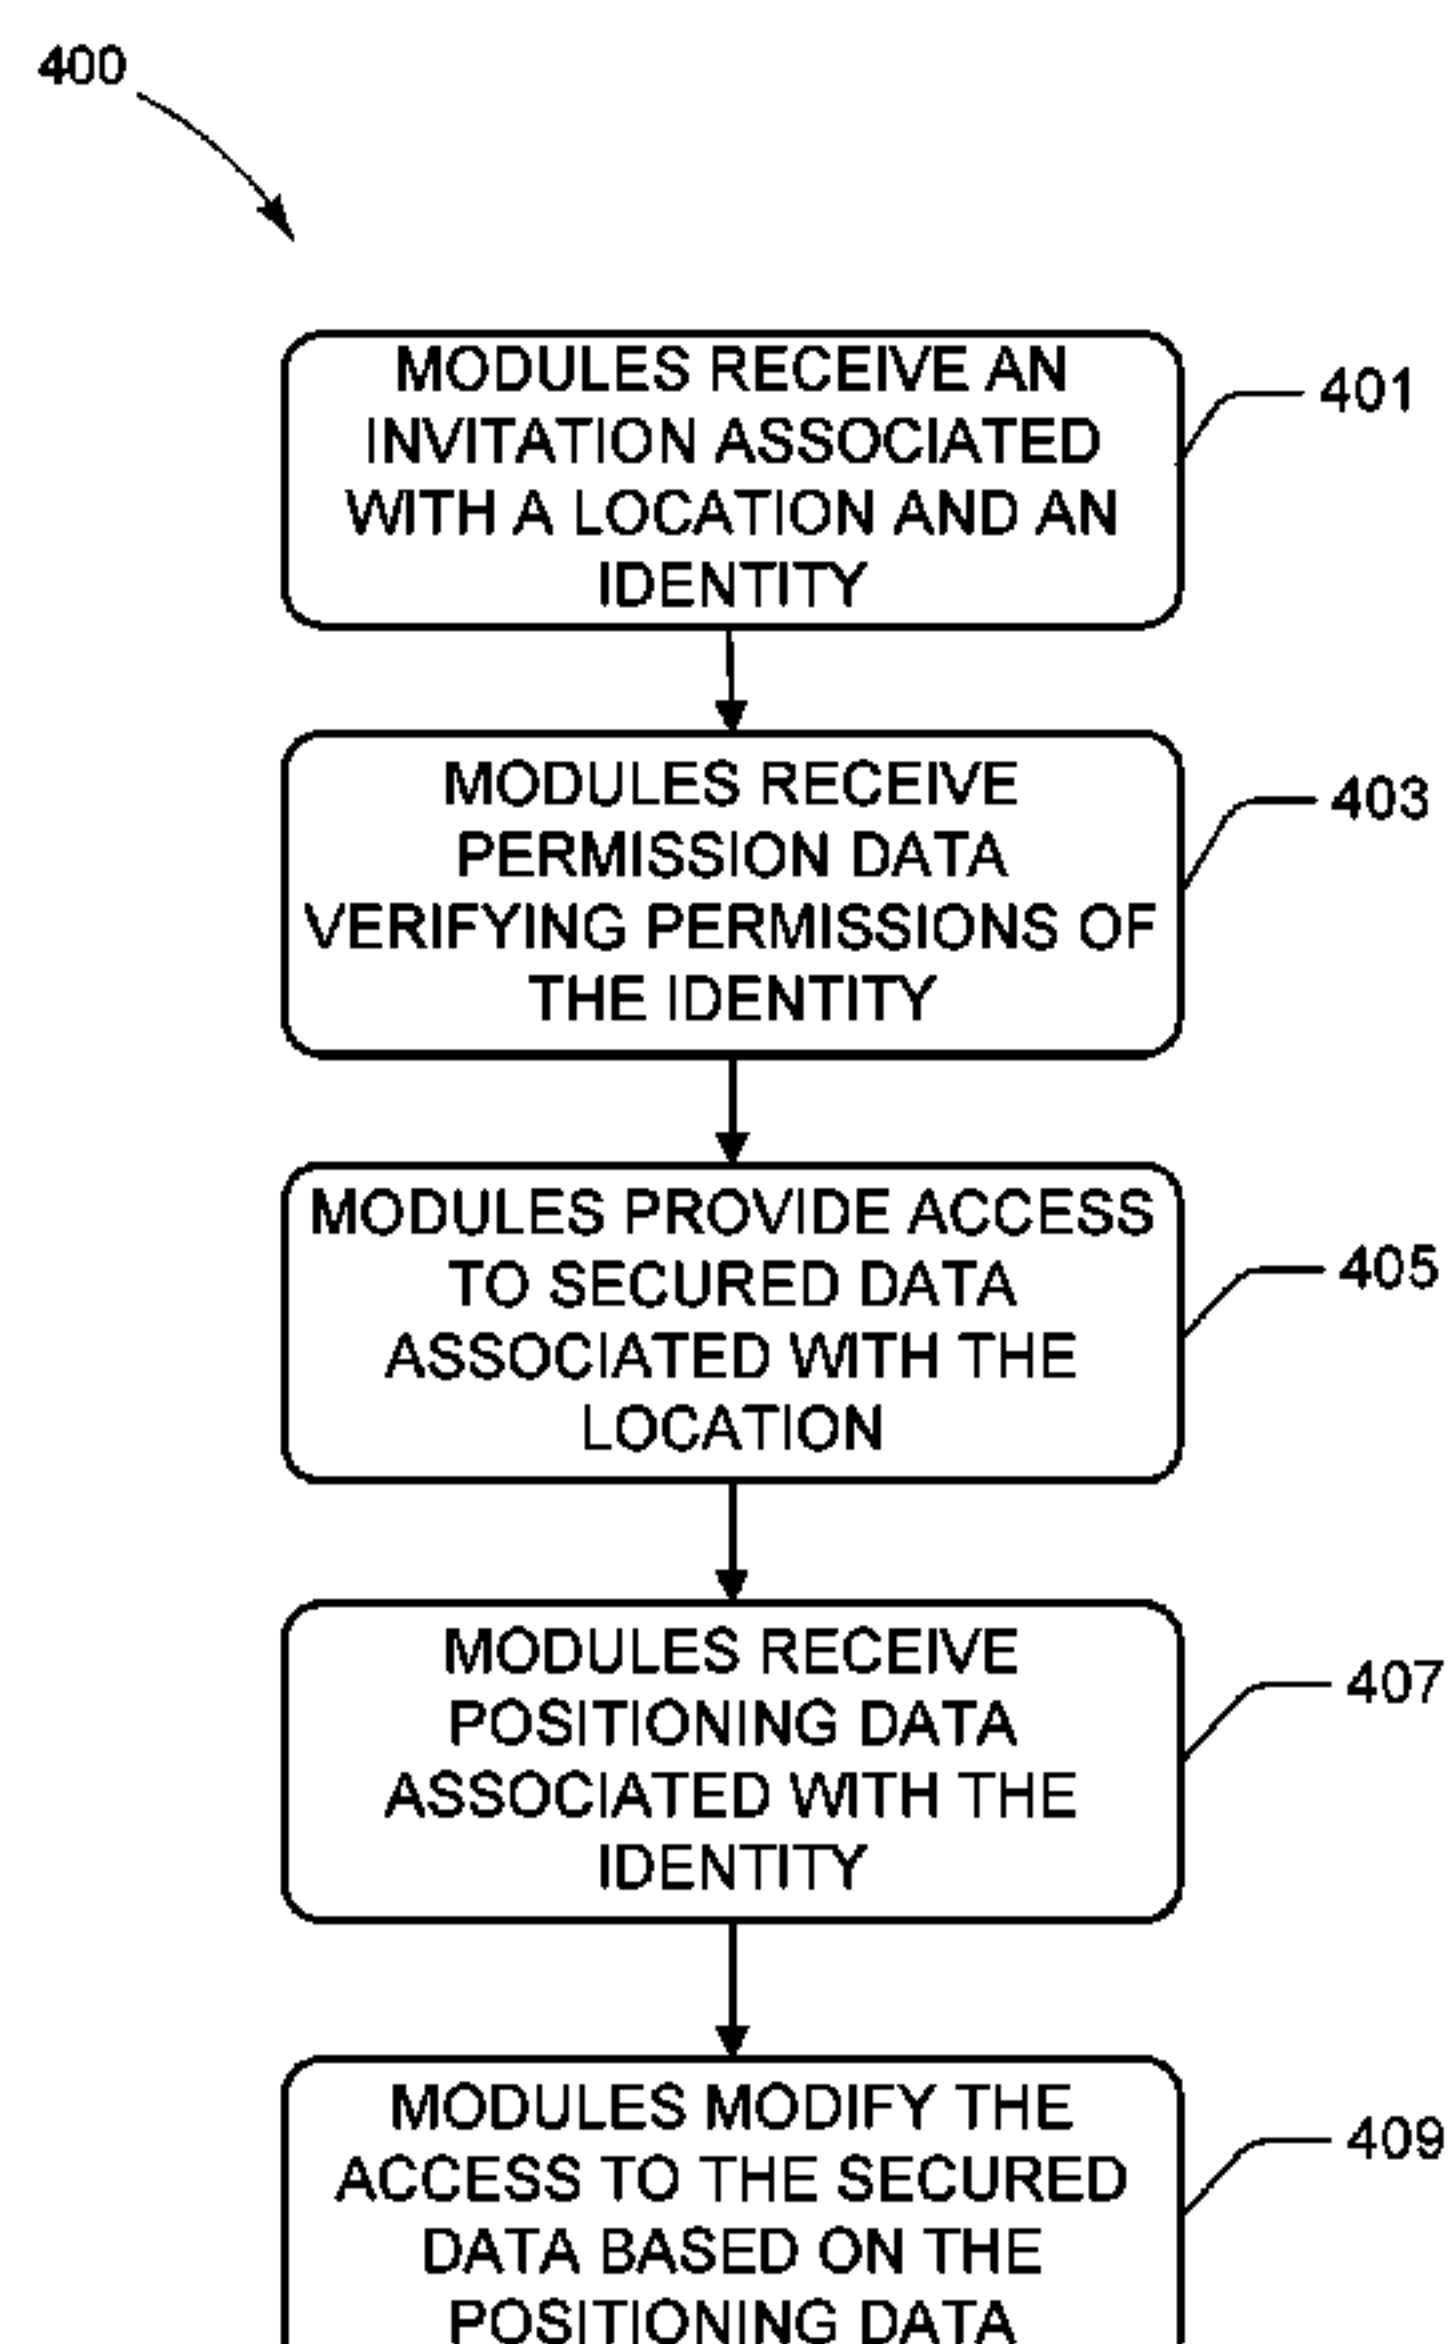 400
MODULES RECEIVE AN
INVITATION ASSOCIATED
WITH A LOCATION AND AN
IDENTITY
401
MODULES RECEIVE
PERMISSION DATA
VERIFYING PERMISSIONS OF
THE IDENTITY
403
MODULES PROVIDE ACCESS
TO SECURED DATA
ASSOCIATED WITH THE
LOCATION
405
MODULES RECEIVE
POSITIONING DATA
ASSOCIATED WITH THE
IDENTITY
407
MODULES MODIFY THE
ACCESS TO THE SECURED
DATA BASED ON THE
POSITIONING DATA
409